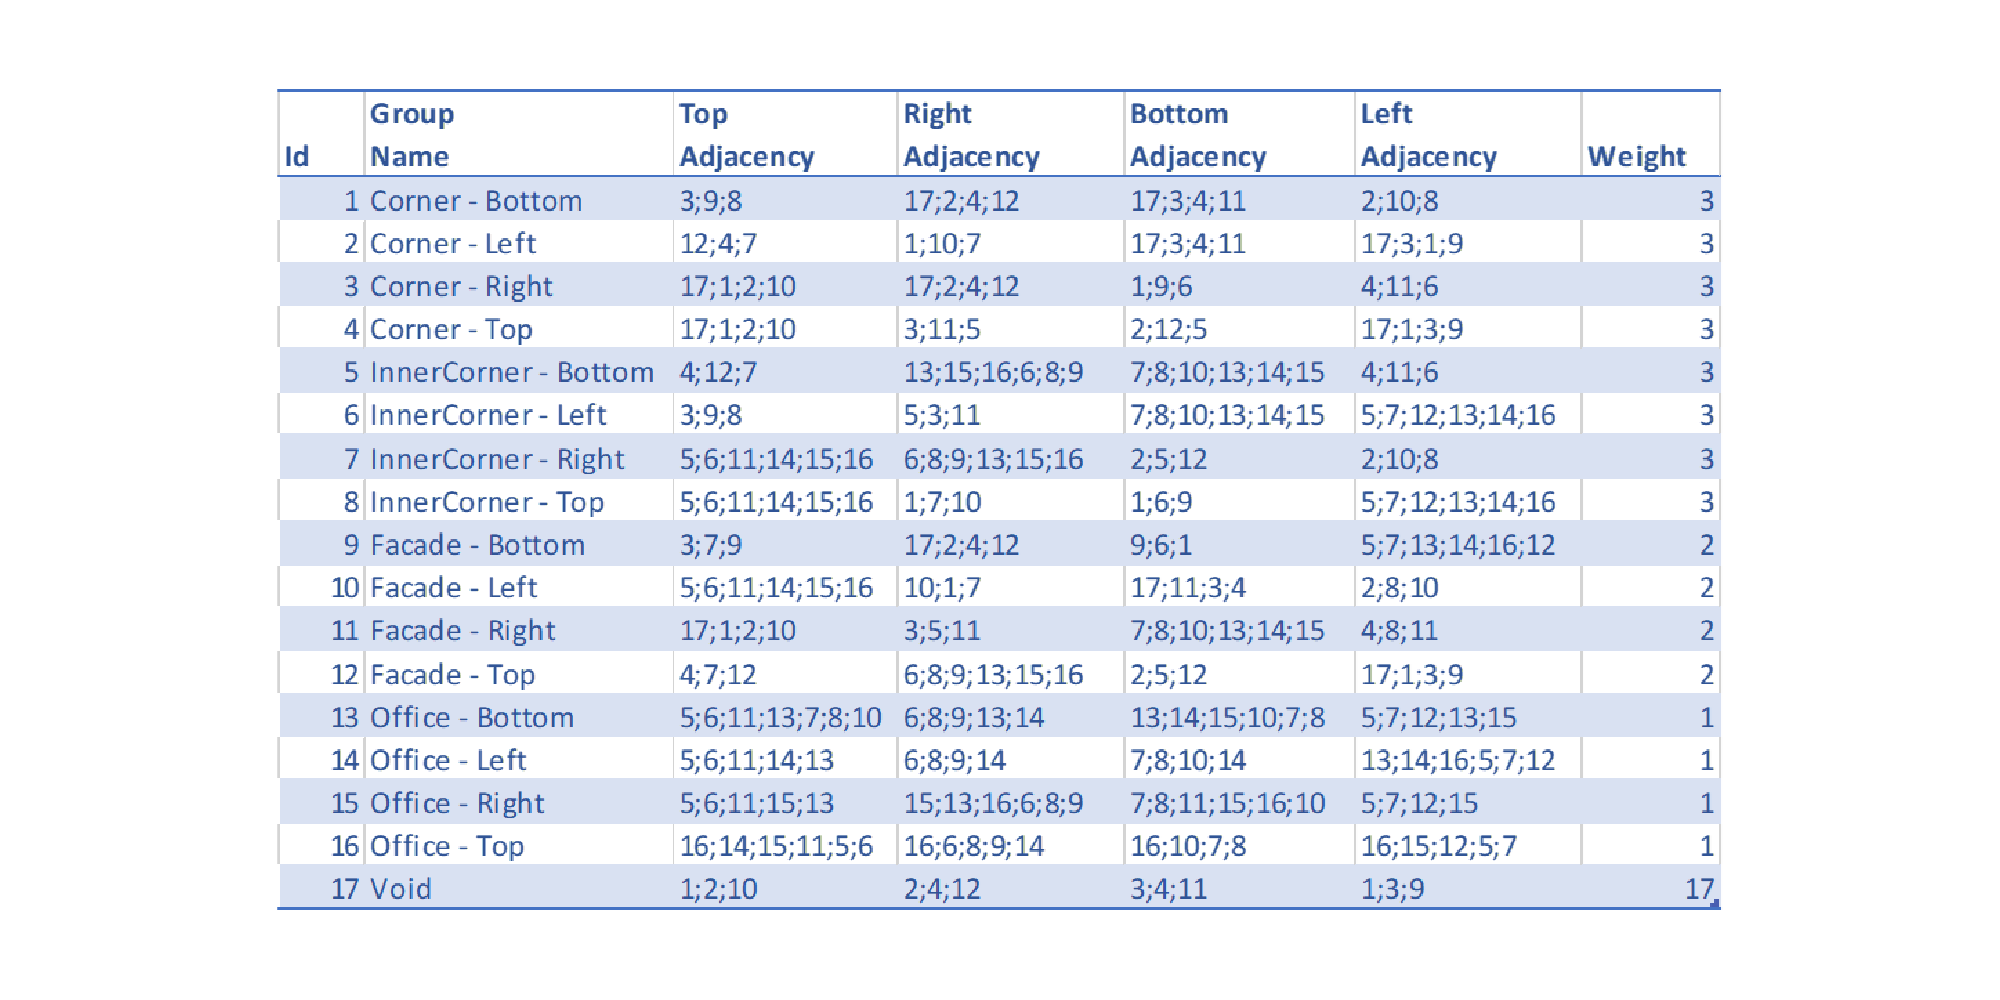 Id Group Name Top Adjacency Right Adjacency Bottom Adjacency Left Adjacency Weight
1 Corner - Bottom 3;9;8 17;2;4;12 17;3;4;11 2;10;8 3
2 Corner - Left 12;4;7 1;10;7 17;3;4;11 17;3;1;9 3
3 Corner - Right 17;1;2;10 17;2;4;12 1;9;6 4;11;6 3
4 Corner - Top 17;1;2;10 3;11;5 2;12;5 17;1;3;9 3
5 InnerCorner - Bottom 4;12;7 13;15;16;6;8;9 7;8;10;13;14;15 4;11;6 3
6 InnerCorner - Left 3;9;8 5;3;11 7;8;10;13;14;15 5;7;12;13;14;16 3
7 InnerCorner - Right 5;6;11;14;15;16 6;8;9;13;15;16 2;5;12 2;10;8 3
8 InnerCorner - Top 5;6;11;14;15;16 1;7;10 1;6;9 5;7;12;13;14;16 3
9 Facade - Bottom 3;7;9 17;2;4;12 9;6;1 5;7;13;14;16;12 2
10 Facade - Left 5;6;11;14;15;16 10;1;7 17;11;3;4 2;8;10 2
11 Facade - Right 17;1;2;10 3;5;11 7;8;10;13;14;15 4;8;11 2
12 Facade - Top 4;7;12 6;8;9;13;15;16 2;5;12 17;1;3;9 2
13 Office - Bottom 5;6;11;13;7;8;10 6;8;9;13;14 13;14;15;10;7;8 5;7;12;13;15 1
14 Office - Left 5;6;11;14;13 6;8;9;14 7;8;10;14 13;14;16;5;7;12 1
15 Office - Right 5;6;11;15;13 15;13;16;6;8;9 7;8;11;15;16;10 5;7;12;15 1
16 Office - Top 16;14;15;11;5;6 16;6;8;9;14 16;10;7;8 16;15;12;5;7 1
17 Void 1;2;10 2;4;12 3;4;11 1;3;9 17